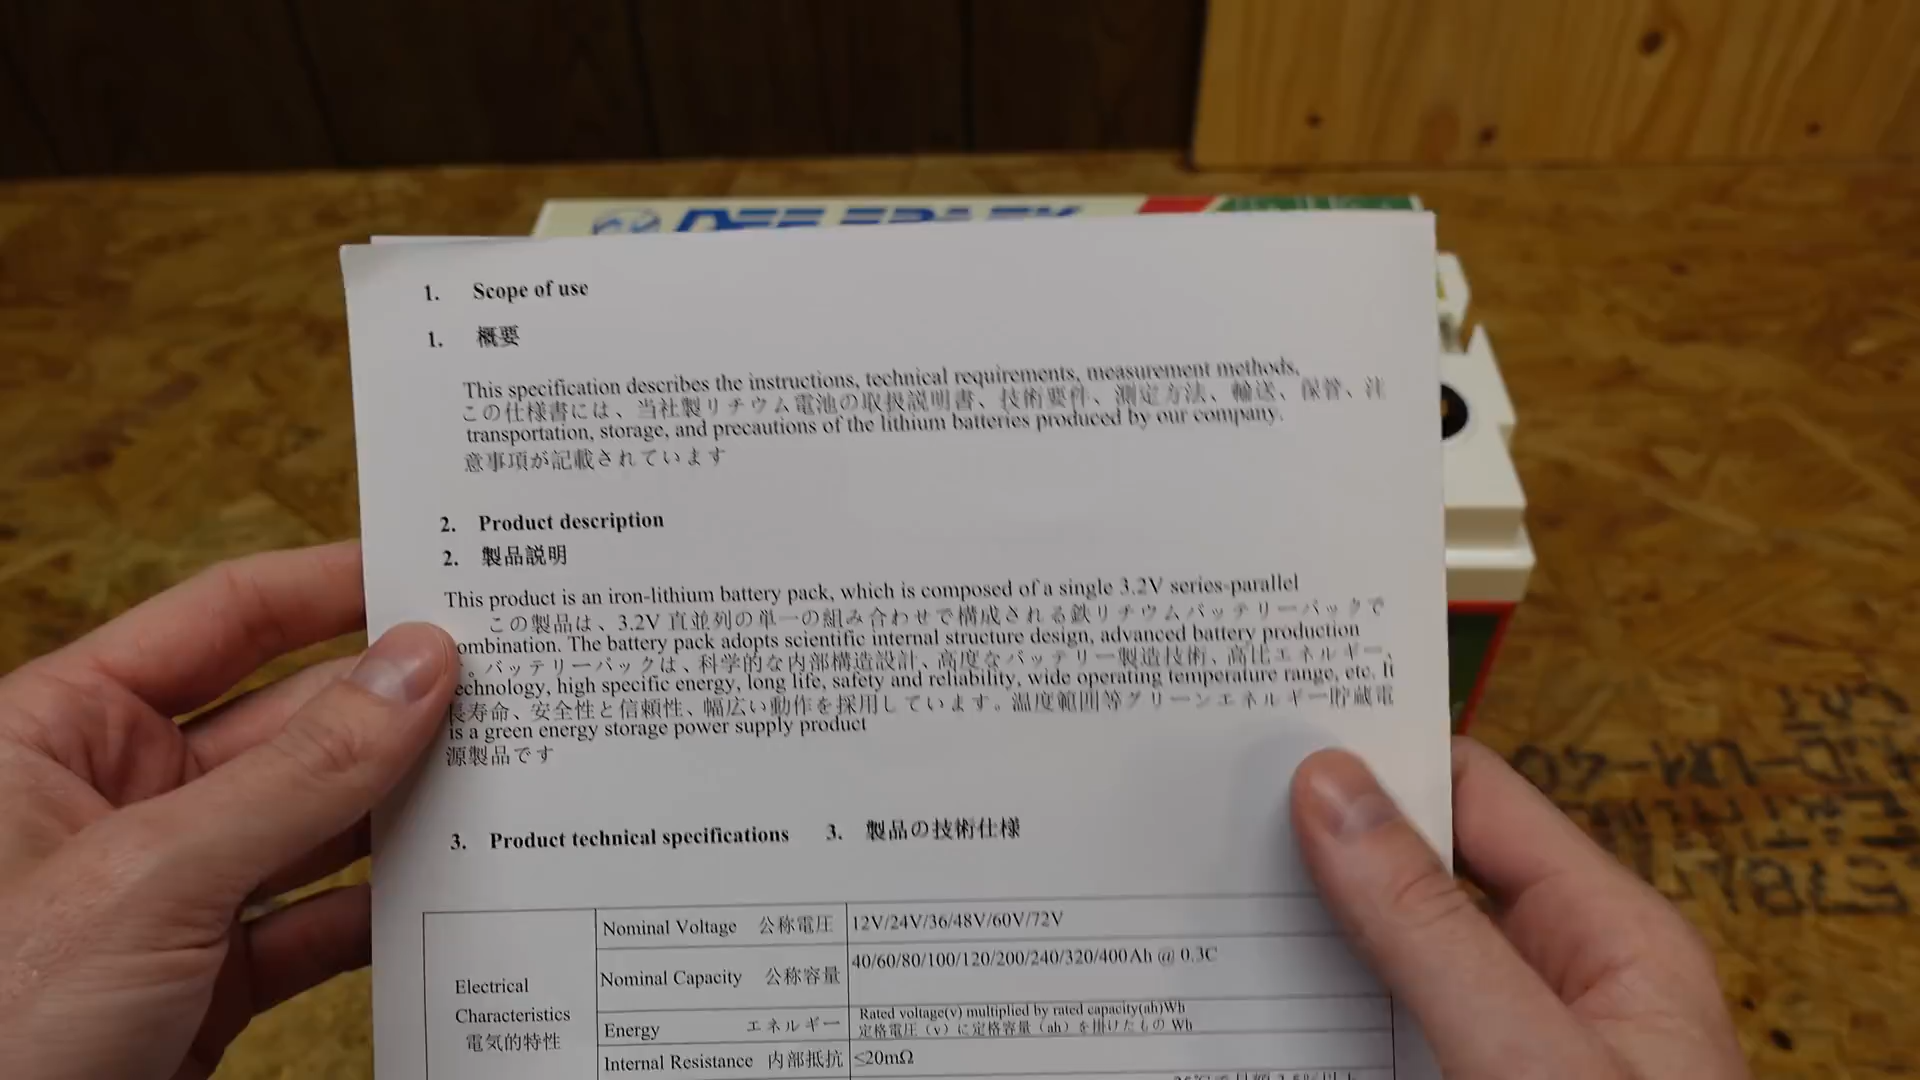 1. Scope of use
1. 概要
This specification describes the instructions, technical requirements, measurement methods,
この仕様書には、当社製リチウム電池の取扱説明書、技術要件、測定方法、輸送、保管、注
transportation, storage, and precautions of the lithium batteries produced by our company.
意事項が記載されています
2. Product description
2. 製品説明
This product is an iron-lithium battery pack, which is composed of a single 3.2V series-parallel
この製品は、3.2V 直並列の単一の組み合わせで構成される鉄リチウムバッテリーパックで
ombination. The battery pack adopts scientific internal structure design, advanced battery production
。バッテリーパックは、科学的な内部構造設計、高度なバッテリー製造技術、高比エネルギー、
echnology, high specific energy, long life, safety and reliability, wide operating temperature range, etc. It
長寿命、安全性と信頼性、幅広い動作を採用しています。温度範囲等グリーンエネルギー貯蔵電
is a green energy storage power supply product
源製品です
3. Product technical specifications 3. 製品の技術仕様
Nominal Voltage 公称電圧 12V/24V/36/48V/60V/72V
Nominal Capacity 公称容量 40/60/80/100/120/200/240/320/400Ah @ 0.3C
Electrical
Characteristics
電気的特性
Energy エネルギー Rated voltage(v) multiplied by rated capacity(ah)Wh
定格電圧（v）に定格容量（ah）を掛けたもの Wh
Internal Resistance 内部抵抗 ≤20mΩ